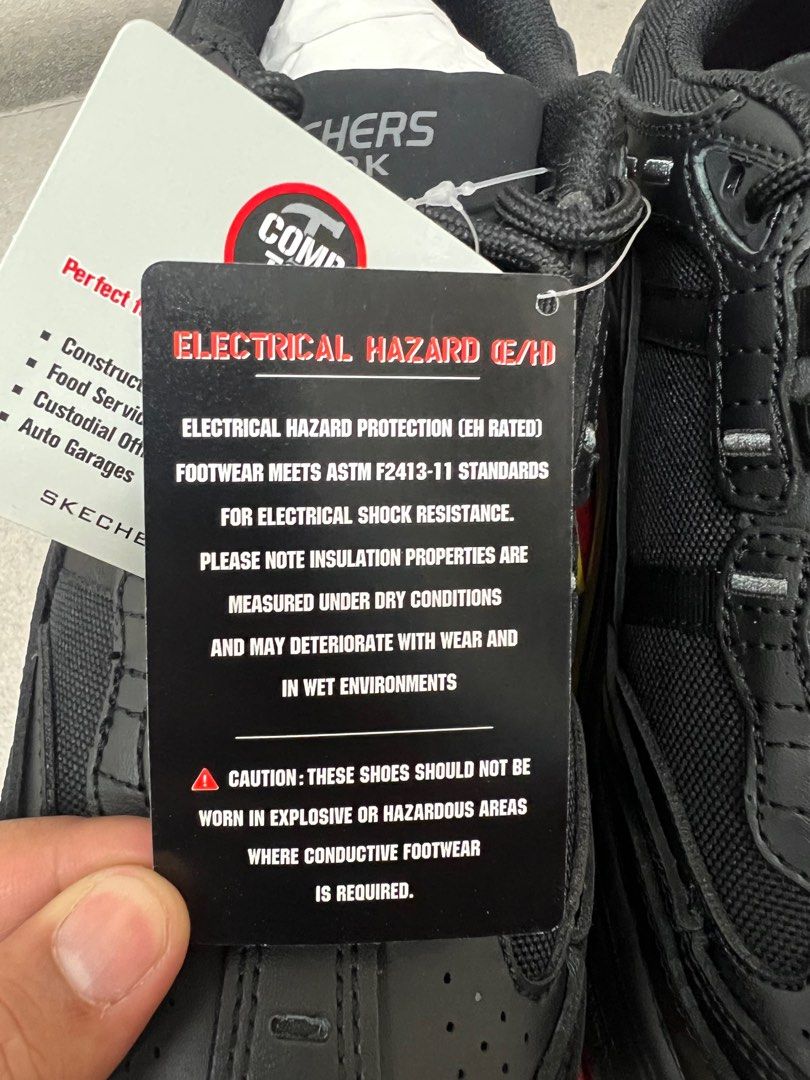 COMP
Perfect
Construct
Food Servic
Custodial Off
Auto Garages
SKECHE
ELECTRICAL HAZARD (E/H)
ELECTRICAL HAZARD PROTECTION (EH RATED)
FOOTWEAR MEETS ASTM F2413-11 STANDARDS
FOR ELECTRICAL SHOCK RESISTANCE.
PLEASE NOTE INSULATION PROPERTIES ARE
MEASURED UNDER DRY CONDITIONS
AND MAY DETERIORATE WITH WEAR AND
IN WET ENVIRONMENTS
CAUTION: THESE SHOES SHOULD NOT BE
WORN IN EXPLOSIVE OR HAZARDOUS AREAS
WHERE CONDUCTIVE FOOTWEAR
IS REQUIRED.